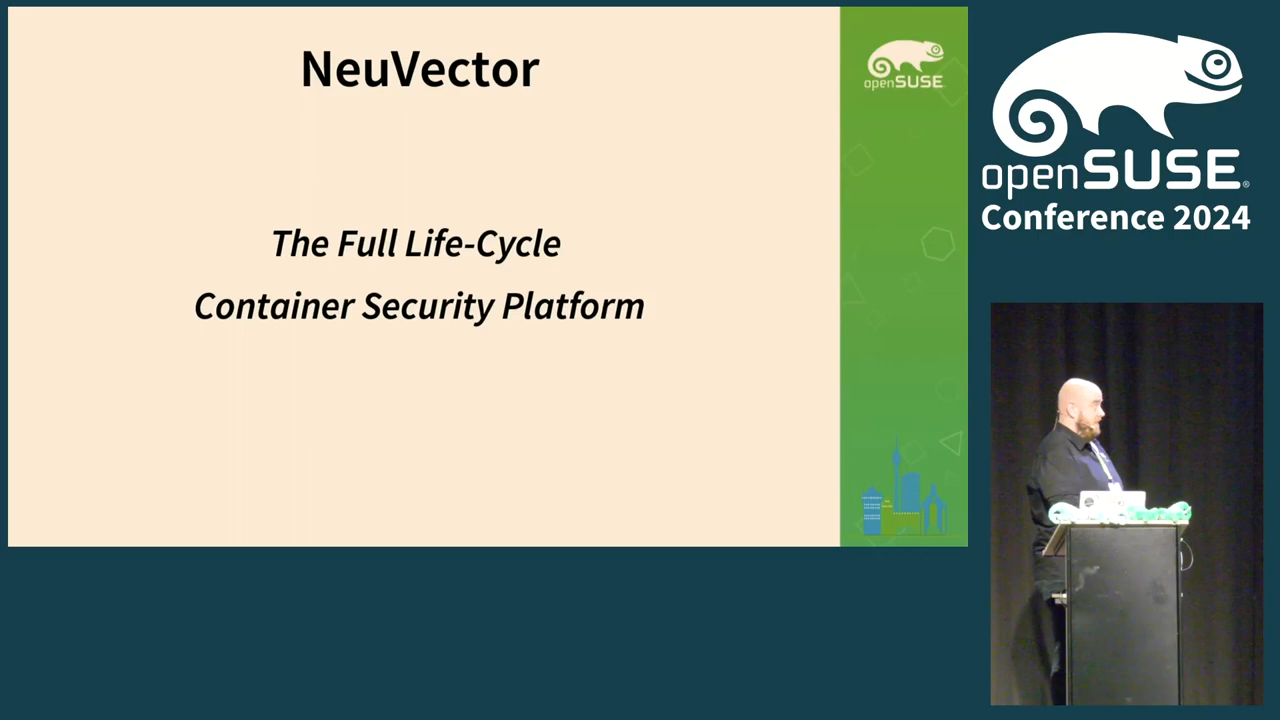 NeuVector
The Full Life-Cycle
Container Security Platform
openSUSE
openSUSE®
Conference 2024